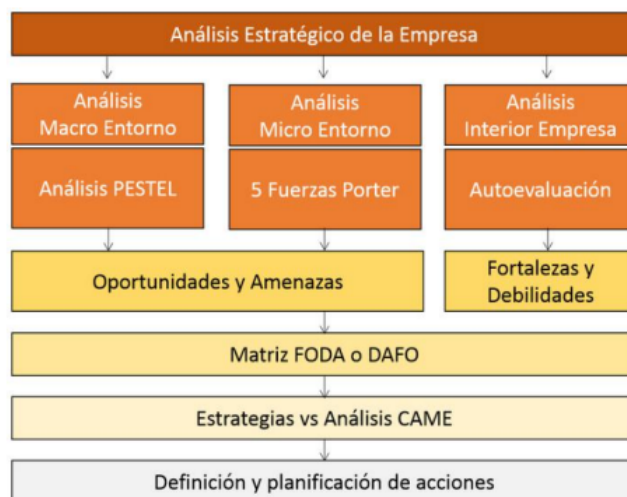 Análisis Estratégico de la Empresa
Análisis
Macro Entorno
Análisis
Micro Entorno
Análisis
Interior Empresa
Análisis PESTEL
5 Fuerzas Porter
Autoevaluación
Oportunidades y Amenazas
Fortalezas y
Debilidades
Matriz FODA o DAFO
Estrategias vs Análisis CAME
Definición y planificación de acciones